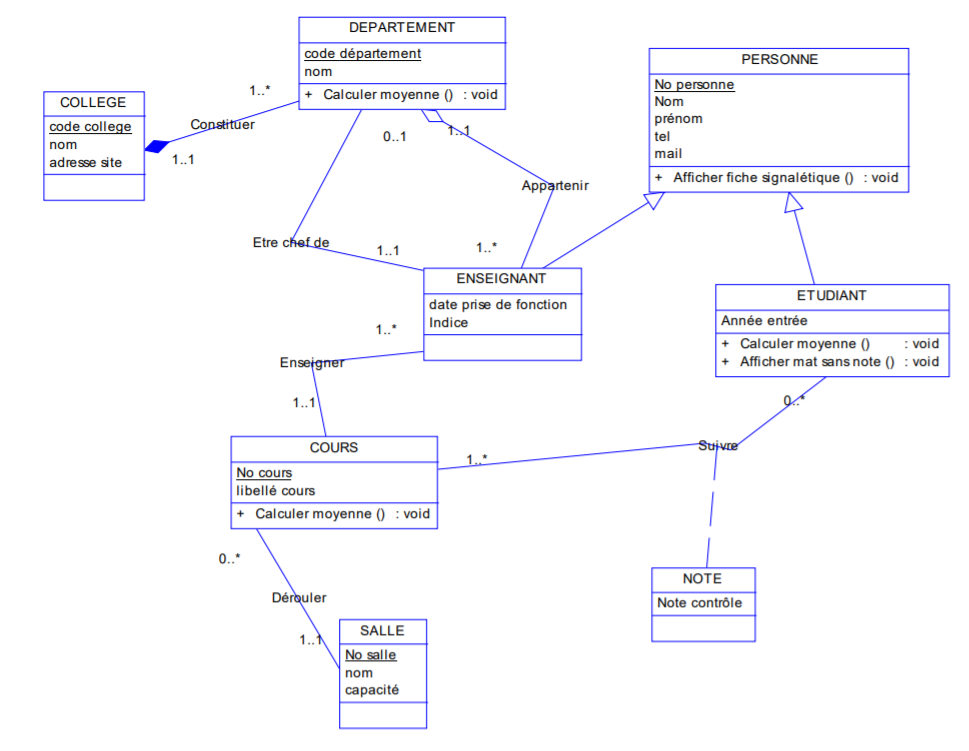 DEPARTEMENT
code département
nom
+ Calculer moyenne () : void
PERSONNE
No personne
Nom
prénom
tel
mail
+ Afficher fiche signalétique () : void
COLLEGE
code college
nom
adresse site
1..*
Constituer
1..1
0..1
1..1
Appartenir
Etre chef de
1..1
1..*
ENSEIGNANT
date prise de fonction
Indice
ETUDIANT
Année entrée
+ Calculer moyenne () : void
+ Afficher mat sans note () : void
1..*
Enseigner
1..1
0..*
Suivre
1..*
COURS
No cours
libellé cours
+ Calculer moyenne () : void
0..*
Dérouler
1..1
NOTE
Note contrôle
SALLE
No salle
nom
capacité